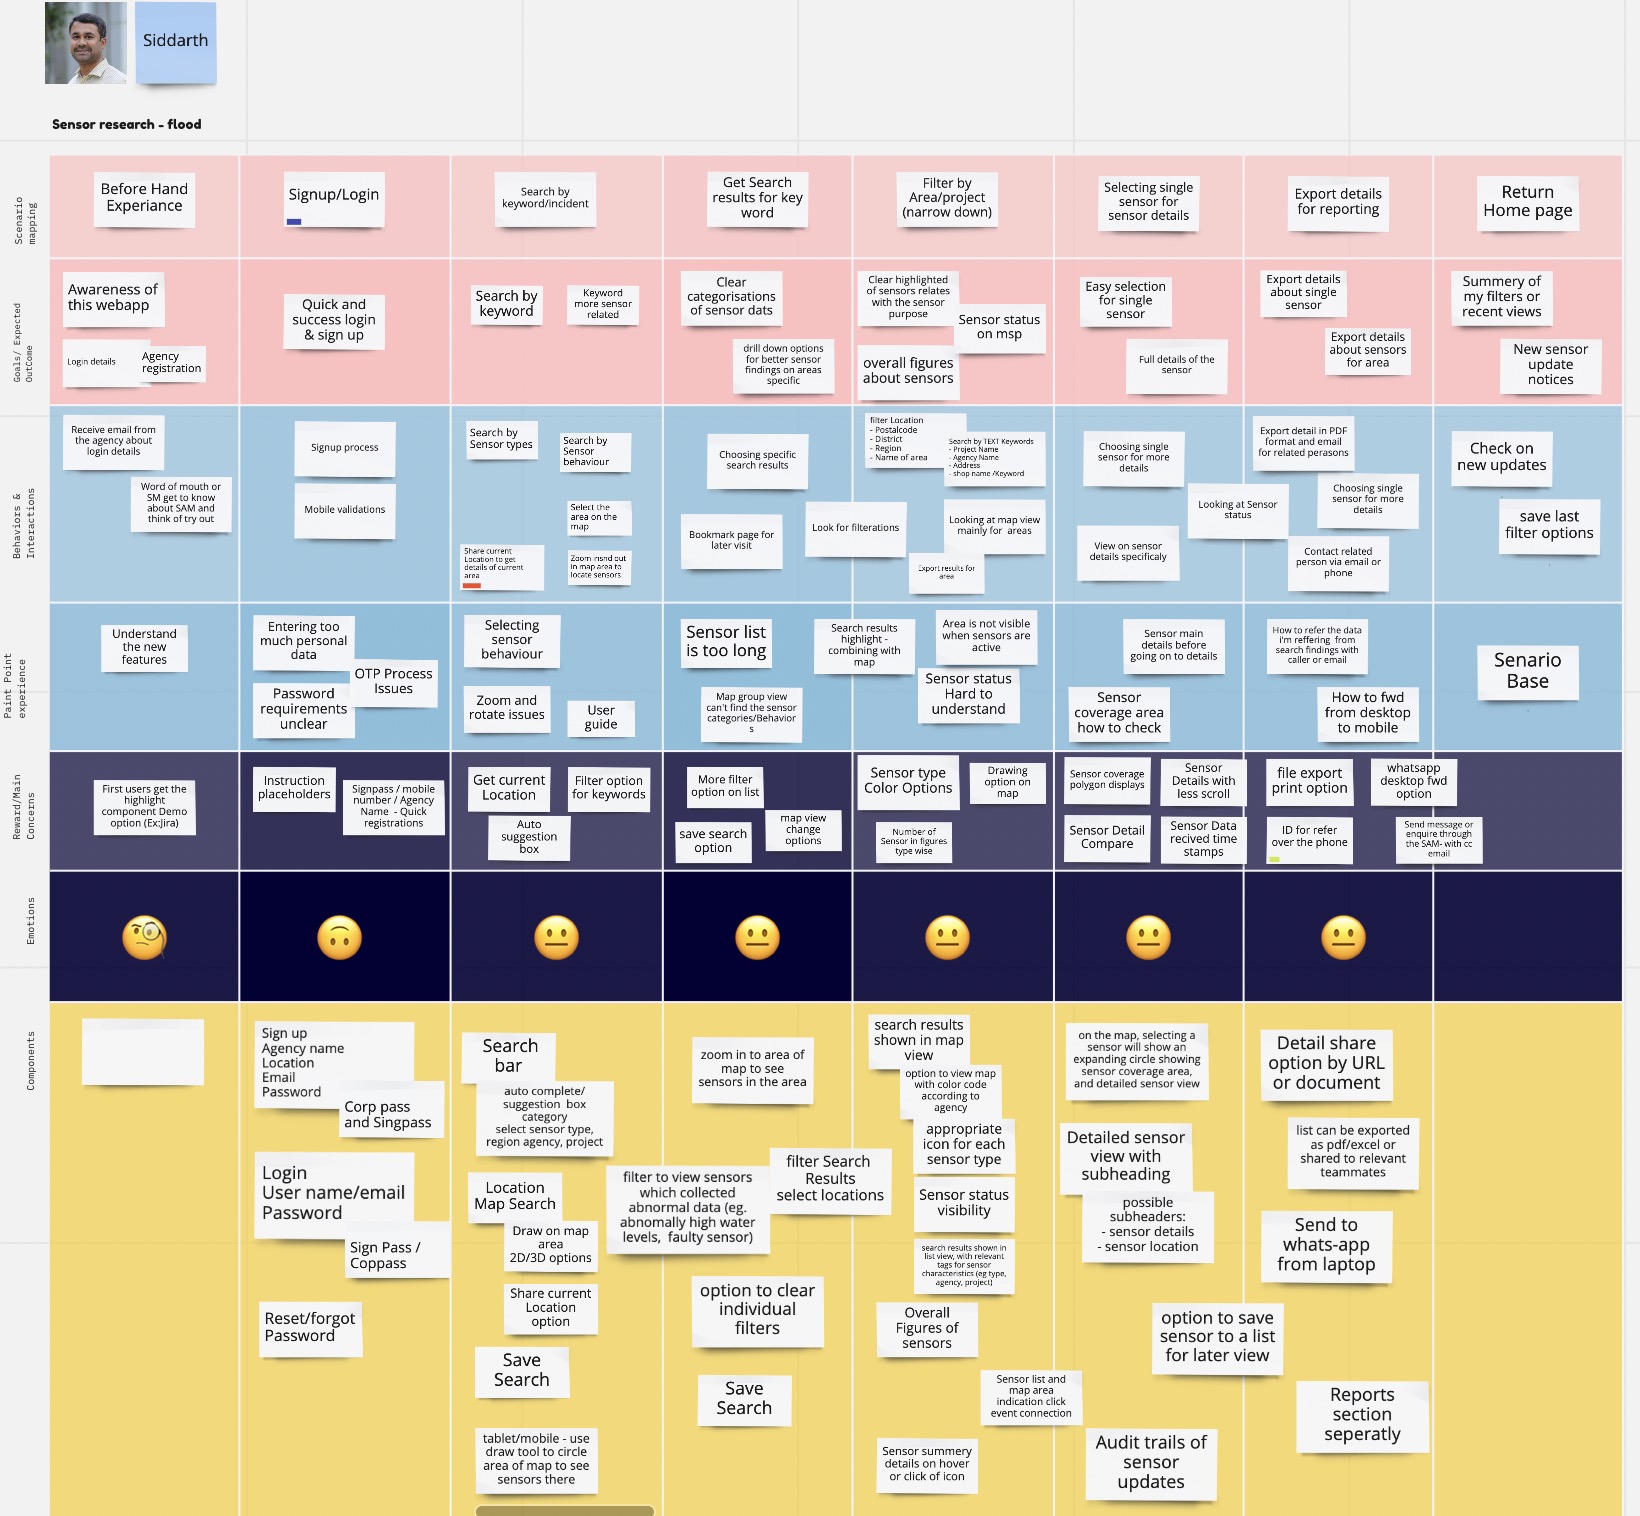 Siddarth
Sensor research - flood
Scenario
mapping
Before Hand
Experiance
Signup/Login
Search by
keyword/incident
Get Search
results for key
word
Filter by
Area/project
(narrow down)
Selecting single
sensor for
sensor details
Export details
for reporting
Return
Home page
Goals/ Expected
OutCome
Awareness of
this webapp
Login details
Agency
registration
Quick and
success login
& sign up
Search by
keyword
Keyword
more sensor
related
Clear
categorisations
of sensor dats
drill down options
for better sensor
findings on areas
specific
Clear highlighted
of sensors relates
with the sensor
purpose
Sensor status
on msp
overall figures
about sensors
Easy selection
for single
sensor
Full details of the
sensor
Export details
about single
sensor
Export details
about sensors
for area
Summery of
my filters or
recent views
New sensor
update
notices
Behaviors &
Interactions
Receive email from
the agency about
login details
Word of mouth or
SM get to know
about SAM and
think of try out
Signup process
Mobile validations
Search by
Sensor types
Search by
Sensor
behaviour
Select the
area on the
map
Share current
Location to get
details of current
area
Zoom insnd out
in map area to
locate sensors
Choosing specific
search results
Bookmark page for
later visit
Look for filterations
filter Location
- Postalcode
- District
- Region
- Name of area
Search by TEXT Keywords
- Project Name
- Agency Name
- Address
- shop name /Keyword
Looking at map view
mainly for areas
Export results for
area
Choosing single
sensor for more
details
Looking at Sensor
status
View on sensor
details specificaly
Export detail in PDF
format and email
for related perasons
Choosing single
sensor for more
details
Contact related
person via email or
phone
Check on
new updates
save last
filter options
Paint Point
experience
Understand
the new
features
Entering too
much personal
data
OTP Process
Issues
Password
requirements
unclear
Selecting
sensor
behaviour
Zoom and
rotate issues
User
guide
Sensor list
is too long
Map group view
can't find the sensor
categories/Behavior
s
Search results
highlight -
combining with
map
Area is not visible
when sensors are
active
Sensor status
Hard to
understand
Sensor main
details before
going on to details
Sensor
coverage area
how to check
How to refer the data
i'm reffering from
search findings with
caller or email
How to fwd
from desktop
to mobile
Senario
Base
Reward/Main
Concerns
First users get the
highlight
component Demo
option (Ex:Jira)
Instruction
placeholders
Signpass / mobile
number / Agency
Name - Quick
registrations
Get current
Location
Filter option
for keywords
Auto
suggestion
box
More filter
option on list
save search
option
map view
change
options
Sensor type
Color Options
Drawing
option on
map
Number of
Sensor in figures
type wise
Sensor coverage
polygon displays
Sensor
Details with
less scroll
Sensor Detail
Compare
Sensor Data
recived time
stamps
file export
print option
whatsapp
desktop fwd
option
ID for refer
over the phone
Send message or
enquire through
the SAM- with cc
email
Emotions
Components
Sign up
Agency name
Location
Email
Password
Corp pass
and Singpass
Login
User name/email
Password
Sign Pass /
Coppass
Reset/forgot
Password
Search
bar
auto complete/
suggestion box
category
select sensor type,
region agency, project
Location
Map Search
Draw on map
area
2D/3D options
Share current
Location
option
Save
Search
tablet/mobile - use
draw tool to circle
area of map to see
sensors there
zoom in to area of
map to see
sensors in the area
filter to view sensors
which collected
abnormal data (eg.
abnomally high water
levels, faulty sensor)
filter Search
Results
select locations
option to clear
individual
filters
Save
Search
search results
shown in map
view
option to view map
with color code
according to
agency
appropriate
icon for each
sensor type
Sensor status
visibility
search results shown in
list view, with relevant
tags for sensor
characteristics (eg type,
agency, project)
Overall
Figures of
sensors
Sensor list and
map area
indication click
event connection
Sensor summery
details on hover
or click of icon
on the map, selecting a
sensor will show an
expanding circle showing
sensor coverage area,
and detailed sensor view
Detailed sensor
view with
subheading
possible
subheaders:
- sensor details
- sensor location
option to save
sensor to a list
for later view
Audit trails of
sensor
updates
Detail share
option by URL
or document
list can be exported
as pdf/excel or
shared to relevant
teammates
Send to
whats-app
from laptop
Reports
section
seperatly